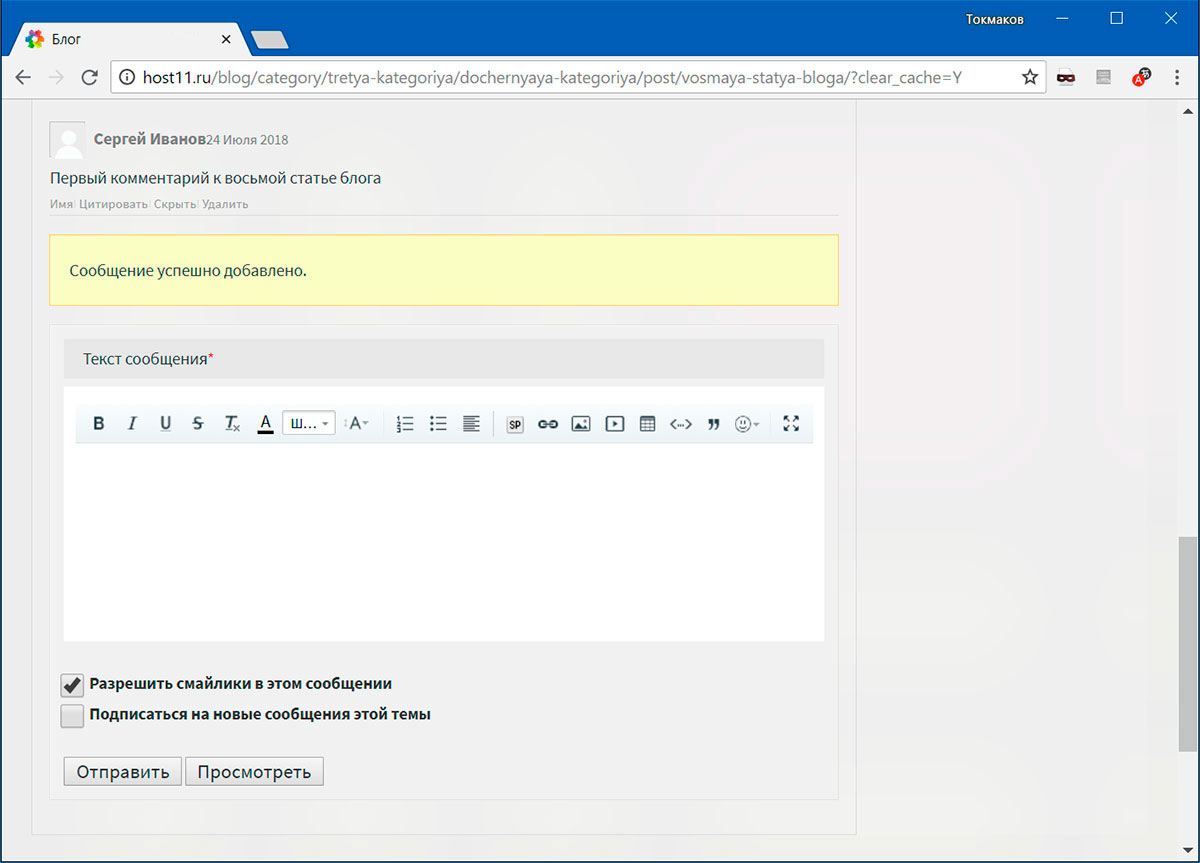 Токмаков
Блог
host11.ru/blog/category/tretya-kategoriya/dochernyaya-kategoriya/post/vosmaya-statya-bloga/?clear_cache=Y
Сергей Иванов24 Июля 2018
Первый комментарий к восьмой статье блога
Имя Цитировать Скрыть Удалить
Сообщение успешно добавлено.
Текст сообщения*
B I U S Tx A Ш... A SP
Разрешить смайлики в этом сообщении
Подписаться на новые сообщения этой темы
Отправить Просмотреть